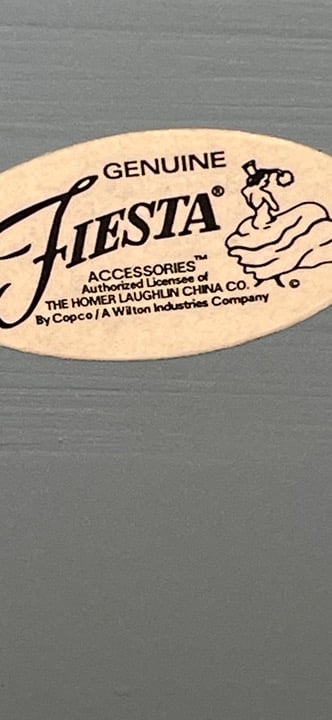 GENUINE
FIESTA®
ACCESSORIES™
Authorized Licensee of
THE HOMER LAUGHLIN CHINA CO.
By Copco / A Wilton Industries Company
©